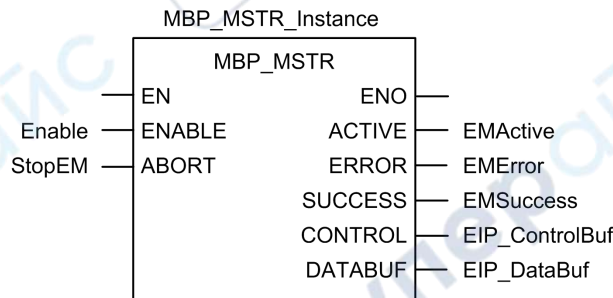 MBP_MSTR_Instance
MBP_MSTR
EN ENO
Enable ENABLE ACTIVE EMActive
StopEM ABORT ERROR EMError
SUCCESS EMSuccess
CONTROL EIP_ControlBuf
DATABUF EIP_DataBuf